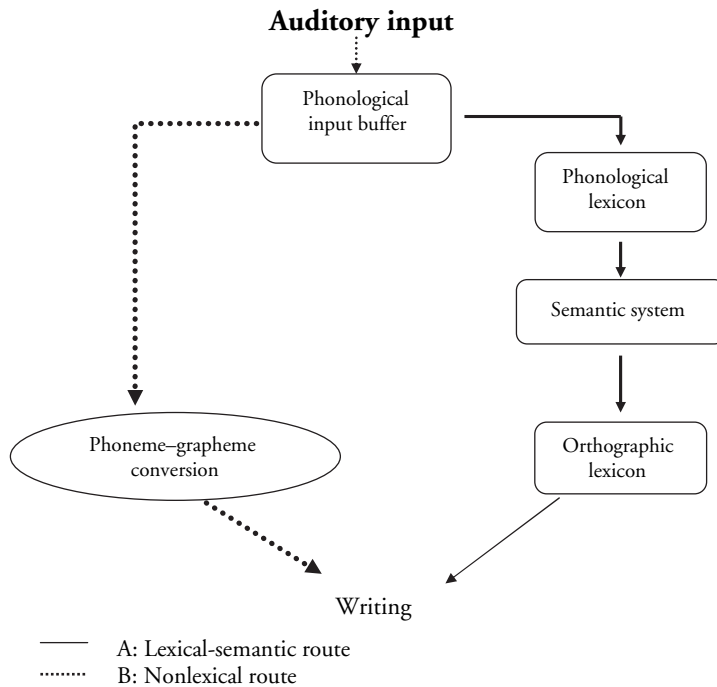 Auditory input
Phonological
input buffer
Phonological
lexicon
Semantic system
Phoneme–grapheme
conversion
Orthographic
lexicon
Writing
A: Lexical-semantic route
B: Nonlexical route